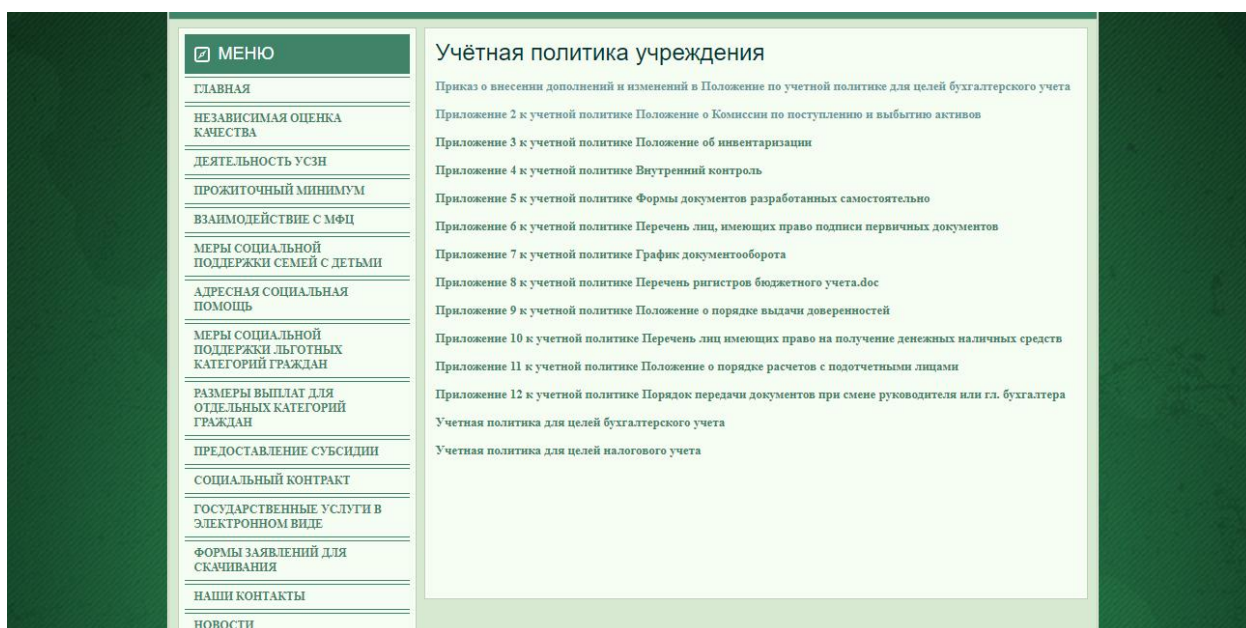 МЕНЮ
ГЛАВНАЯ
НЕЗАВИСИМАЯ ОЦЕНКА
КАЧЕСТВА
ДЕЯТЕЛЬНОСТЬ УСЗН
ПРОЖИТОЧНЫЙ МИНИМУМ
ВЗАИМОДЕЙСТВИЕ С МФЦ
МЕРЫ СОЦИАЛЬНОЙ
ПОДДЕРЖКИ СЕМЕЙ С ДЕТЬМИ
АДРЕСНАЯ СОЦИАЛЬНАЯ
ПОМОЩЬ
МЕРЫ СОЦИАЛЬНОЙ
ПОДДЕРЖКИ ЛЬГОТНЫХ
КАТЕГОРИЙ ГРАЖДАН
РАЗМЕРЫ ВЫПЛАТ ДЛЯ
ОТДЕЛЬНЫХ КАТЕГОРИЙ
ГРАЖДАН
ПРЕДОСТАВЛЕНИЕ СУБСИДИИ
СОЦИАЛЬНЫЙ КОНТРАКТ
ГОСУДАРСТВЕННЫЕ УСЛУГИ В
ЭЛЕКТРОННОМ ВИДЕ
ФОРМЫ ЗАЯВЛЕНИЙ ДЛЯ
СКАЧИВАНИЯ
НАШИ КОНТАКТЫ
НОВОСТИ
Учётная политика учреждения
Приказ о внесении дополнений и изменений в Положение по учетной политике для целей бухгалтерского учета
Приложение 2 к учетной политике Положение о Комиссии по поступлению и выбытию активов
Приложение 3 к учетной политике Положение об инвентаризации
Приложение 4 к учетной политике Внутренний контроль
Приложение 5 к учетной политике Формы документов разработанных самостоятельно
Приложение 6 к учетной политике Перечень лиц, имеющих право подписи первичных документов
Приложение 7 к учетной политике График документооборота
Приложение 8 к учетной политике Перечень ригистров бюджетного учета.doc
Приложение 9 к учетной политике Положение о порядке выдачи доверенностей
Приложение 10 к учетной политике Перечень лиц имеющих право на получение денежных наличных средств
Приложение 11 к учетной политике Положение о порядке расчетов с подотчетными лицами
Приложение 12 к учетной политике Порядок передачи документов при смене руководителя или гл. бухгалтера
Учетная политика для целей бухгалтерского учета
Учетная политика для целей налогового учета